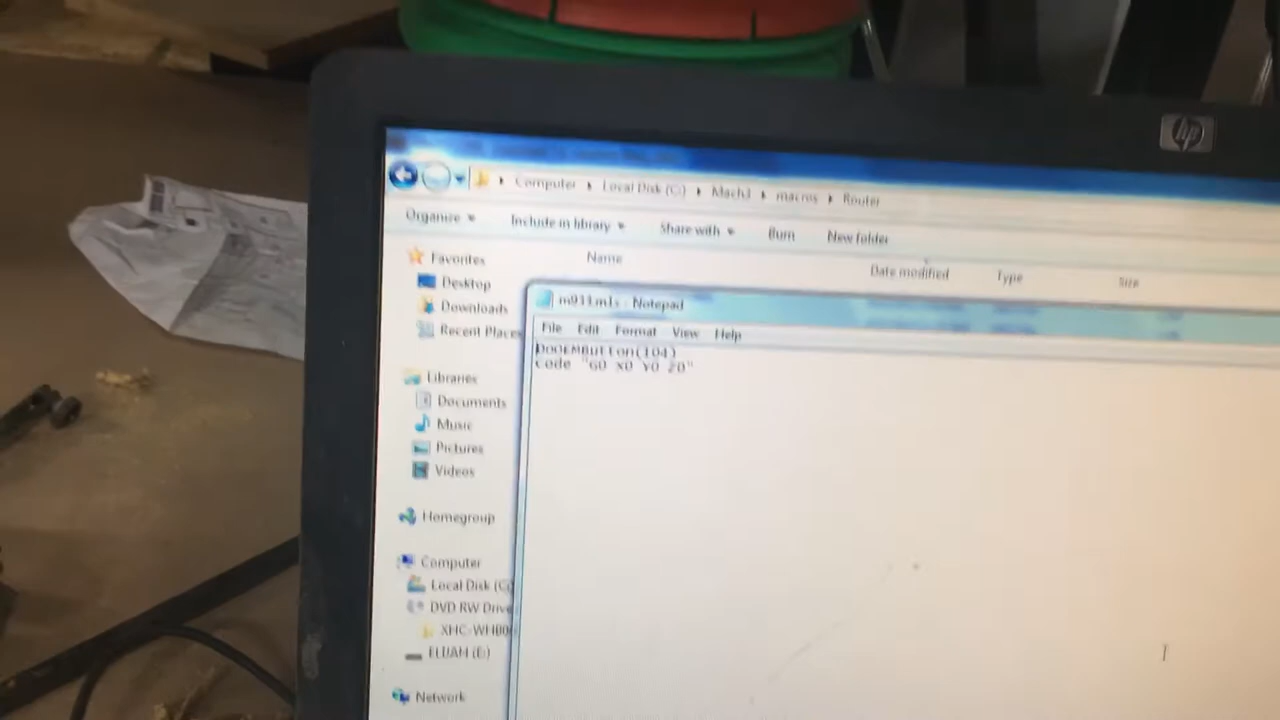 hp
Computer Local Disk (C:) Mach3 macros Router
Organize Include in library Share with Burn New folder
Name Date modified Type Size
Favorites
Desktop
Downloads
Recent Places
Libraries
Documents
Music
Pictures
Videos
Homegroup
Computer
Local Disk (C:
DVD RW Drive
Network
m911.m1s - Notepad
File Edit Format View Help
DOOEMBUTTon(104)
Code "G0 X0 Y0 Z0"